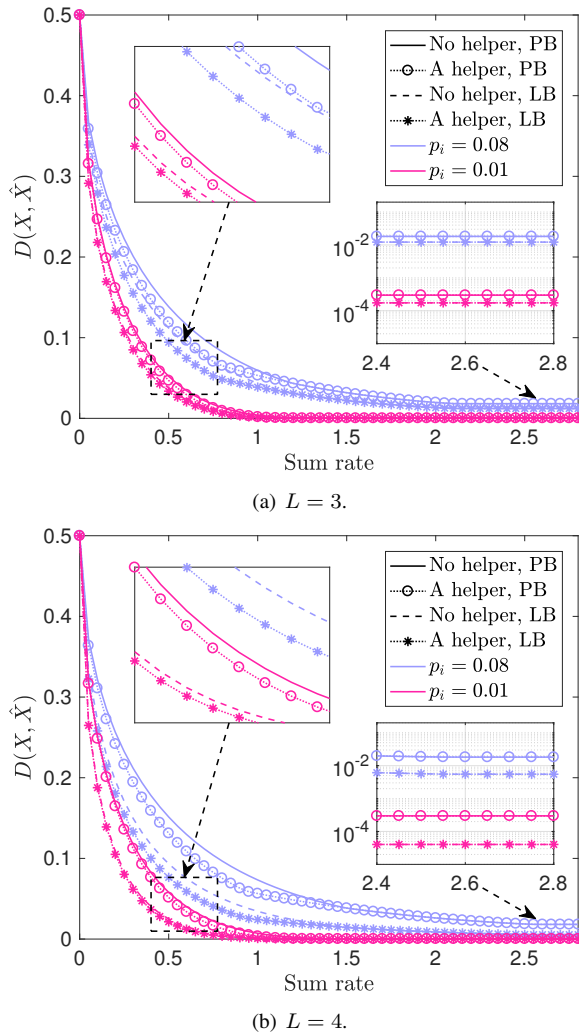 0.5
0.4
0.3
0.2
0.1
0
D(X, X̂)
No helper, PB
A helper, PB
No helper, LB
A helper, LB
p_i = 0.08
p_i = 0.01
10^{-2}
10^{-4}
2.4 2.6 2.8
0 0.5 1 1.5 2 2.5
Sum rate
(a) L = 3.
0.5
0.4
0.3
0.2
0.1
0
D(X, X̂)
No helper, PB
A helper, PB
No helper, LB
A helper, LB
p_i = 0.08
p_i = 0.01
10^{-2}
10^{-4}
2.4 2.6 2.8
0 0.5 1 1.5 2 2.5
Sum rate
(b) L = 4.